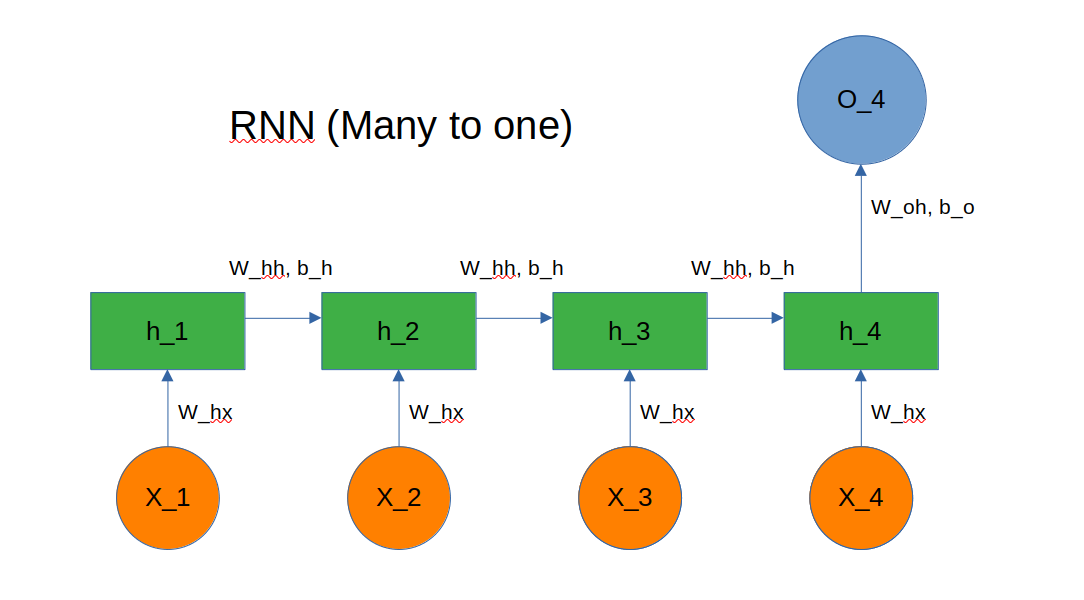 O_4
RNN (Many to one)
W_oh, b_o
W_hh, b_h
W_hh, b_h
W_hh, b_h
h_1
h_2
h_3
h_4
W_hx
W_hx
W_hx
W_hx
X_1
X_2
X_3
X_4